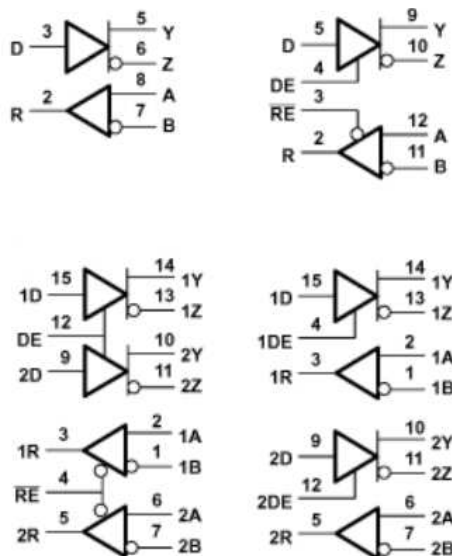 D 3 5 Y
6 Z
R 2 8 A
7 B
D 5 9 Y
10 Z
DE 4
RE 3
R 2 12 A
11 B
1D 15 14 1Y
13 1Z
DE 12
2D 9 10 2Y
11 2Z
1R 3 2 1A
1 1B
RE 4
2R 5 6 2A
7 2B
1D 15 14 1Y
13 1Z
1DE 4
1R 3 2 1A
1 1B
2D 9 10 2Y
11 2Z
2DE 12
2R 5 6 2A
7 2B